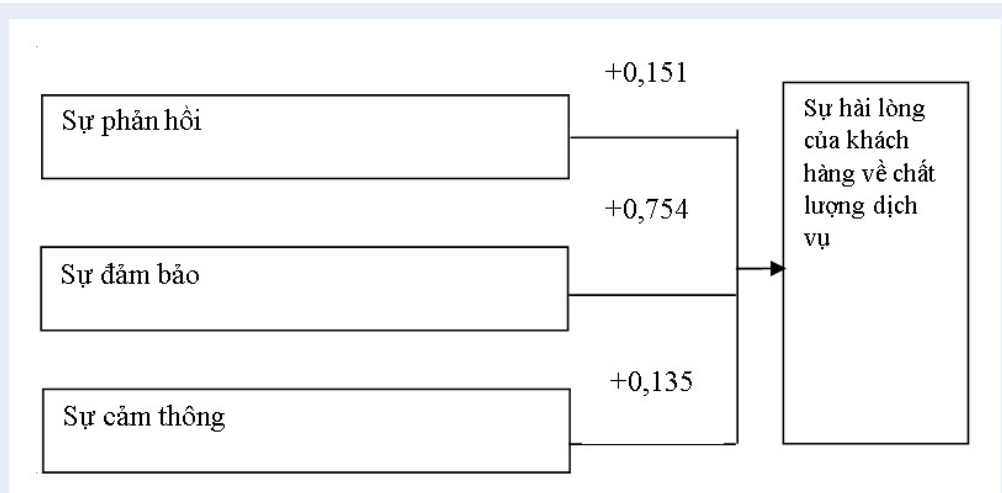 +0,151
Sự phản hồi
+0,754
Sự đảm bảo
+0,135
Sự cảm thông
Sự hài lòng
của khách
hàng về chất
lượng dịch
vụ